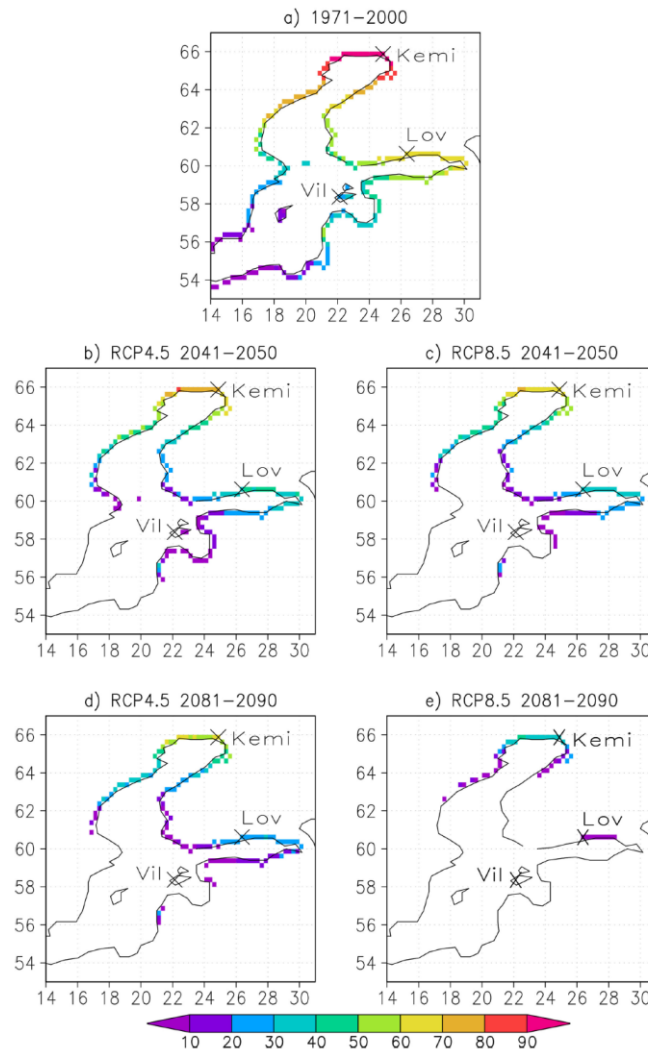 a) 1971-2000
66
64
62
60
58
56
54
Kemi
Lov
Vil
14 16 18 20 22 24 26 28 30
b) RCP4.5 2041-2050
66
64
62
60
58
56
54
Kemi
Lov
Vil
14 16 18 20 22 24 26 28 30
c) RCP8.5 2041-2050
66
64
62
60
58
56
54
Kemi
Lov
Vil
14 16 18 20 22 24 26 28 30
d) RCP4.5 2081-2090
66
64
62
60
58
56
54
Kemi
Lov
Vil
14 16 18 20 22 24 26 28 30
e) RCP8.5 2081-2090
66
64
62
60
58
56
54
Kemi
Lov
Vil
14 16 18 20 22 24 26 28 30
10 20 30 40 50 60 70 80 90